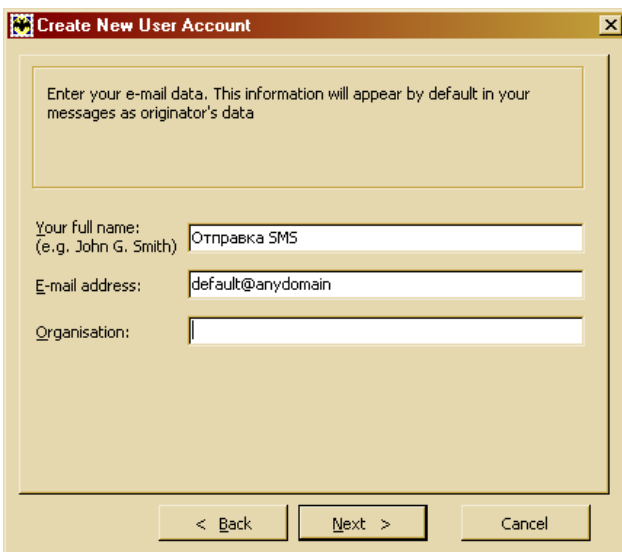 Create New User Account
Enter your e-mail data. This information will appear by default in your
messages as originator's data
Your full name:
(e.g. John G. Smith)
Отправка SMS
E-mail address:
default@anydomain
Organisation:
< Back
Next >
Cancel